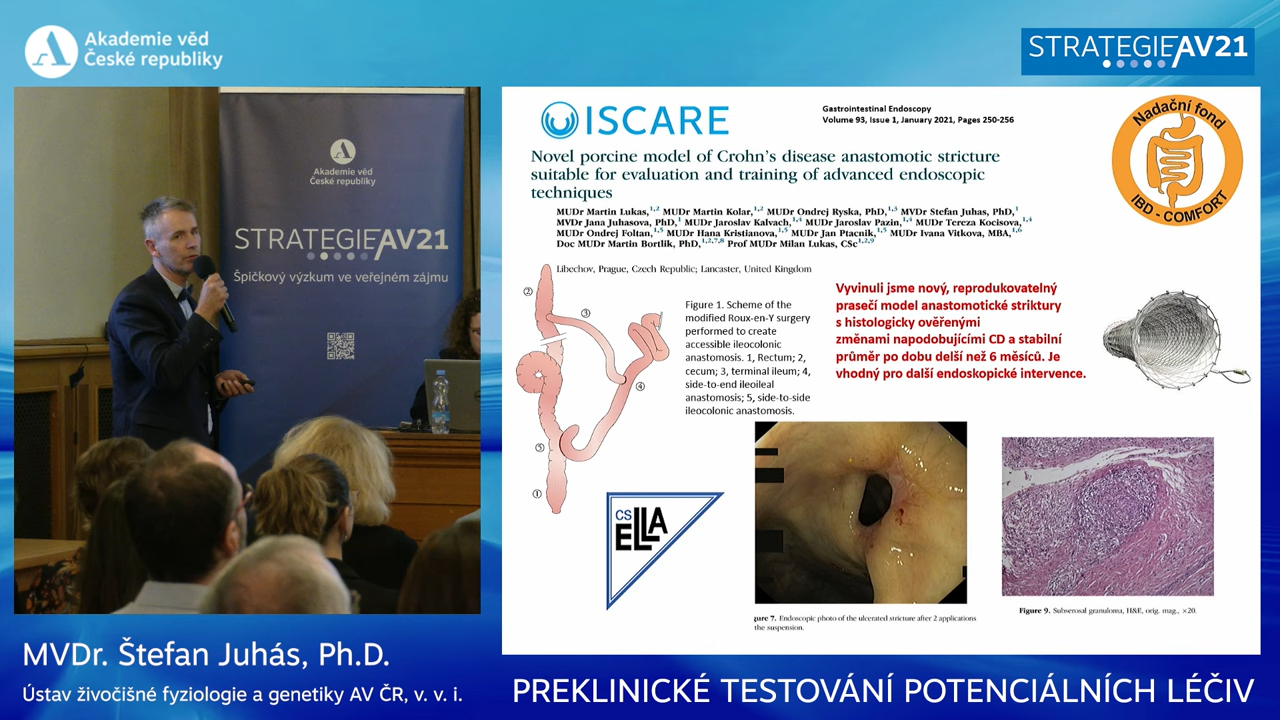 Akademie věd
České republiky
STRATEGIE AV21
Akademie věd
České republiky
STRATEGIE AV21
Špičkový výzkum ve veřejném zájmu
ISCARE
Gastrointestinal Endoscopy
Volume 93, Issue 1, January 2021, Pages 250-256
Nadační fond
IBD - COMFORT
Novel porcine model of Crohn's disease anastomotic stricture
suitable for evaluation and training of advanced endoscopic
techniques
MUDr Martin Lukas,1,2 MUDr Martin Kolar,1,2 MUDr Ondrej Ryska, PhD,1,3 MVDr Stefan Juhas, PhD,1
MVDr Jana Juhasova, PhD,1 MUDr Jaroslav Kalvach,1,4 MUDr Jaroslav Pazin,1,4 MUDr Tereza Kocisova,1,4
MUDr Ondrej Foltan,1,5 MUDr Hana Kristianova,1,5 MUDr Jan Ptacnik,1,5 MUDr Ivana Vitkova, MBA,1,6
Doc MUDr Martin Bortlik, PhD,1,2,7,8 Prof MUDr Milan Lukas, CSc1,2,9
Libechov, Prague, Czech Republic; Lancaster, United Kingdom
2
3
4
5
1
Figure 1. Scheme of the
modified Roux-en-Y surgery
performed to create
accessible ileocolonic
anastomosis. 1, Rectum; 2,
cecum; 3, terminal ileum; 4,
side-to-end ileoileal
anastomosis; 5, side-to-side
ileocolonic anastomosis.
Vyvinuli jsme nový, reprodukovatelný
prasečí model anastomotické striktury
s histologicky ověřenými
změnami napodobujícími CD a stabilní
průměr po dobu delší než 6 měsíců. Je
vhodný pro další endoskopické intervence.
CS
ELLA
gure 7. Endoscopic photo of the ulcerated stricture after 2 applications
the suspension.
Figure 9. Subserosal granuloma, H&E, orig. mag., ×20.
MVDr. Štefan Juhás, Ph.D.
Ústav živočišné fyziologie a genetiky AV ČR, v. v. i.
PREKLINICKÉ TESTOVÁNÍ POTENCIÁLNÍCH LÉČIV